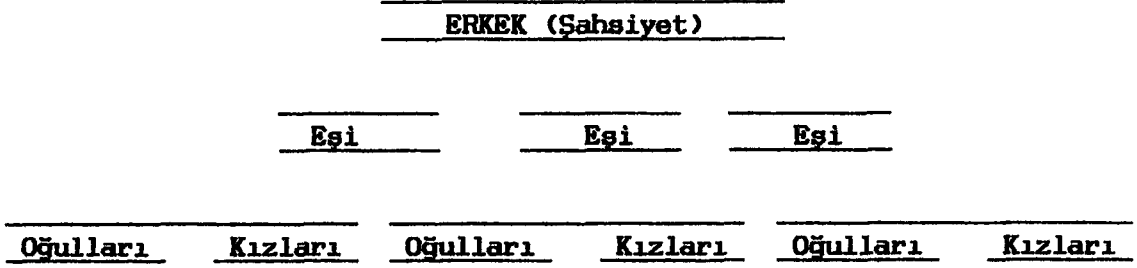 ERKEK (Şahsiyet)
Eşi Eşi Eşi
Oğulları Kızları Oğulları Kızları Oğulları Kızları